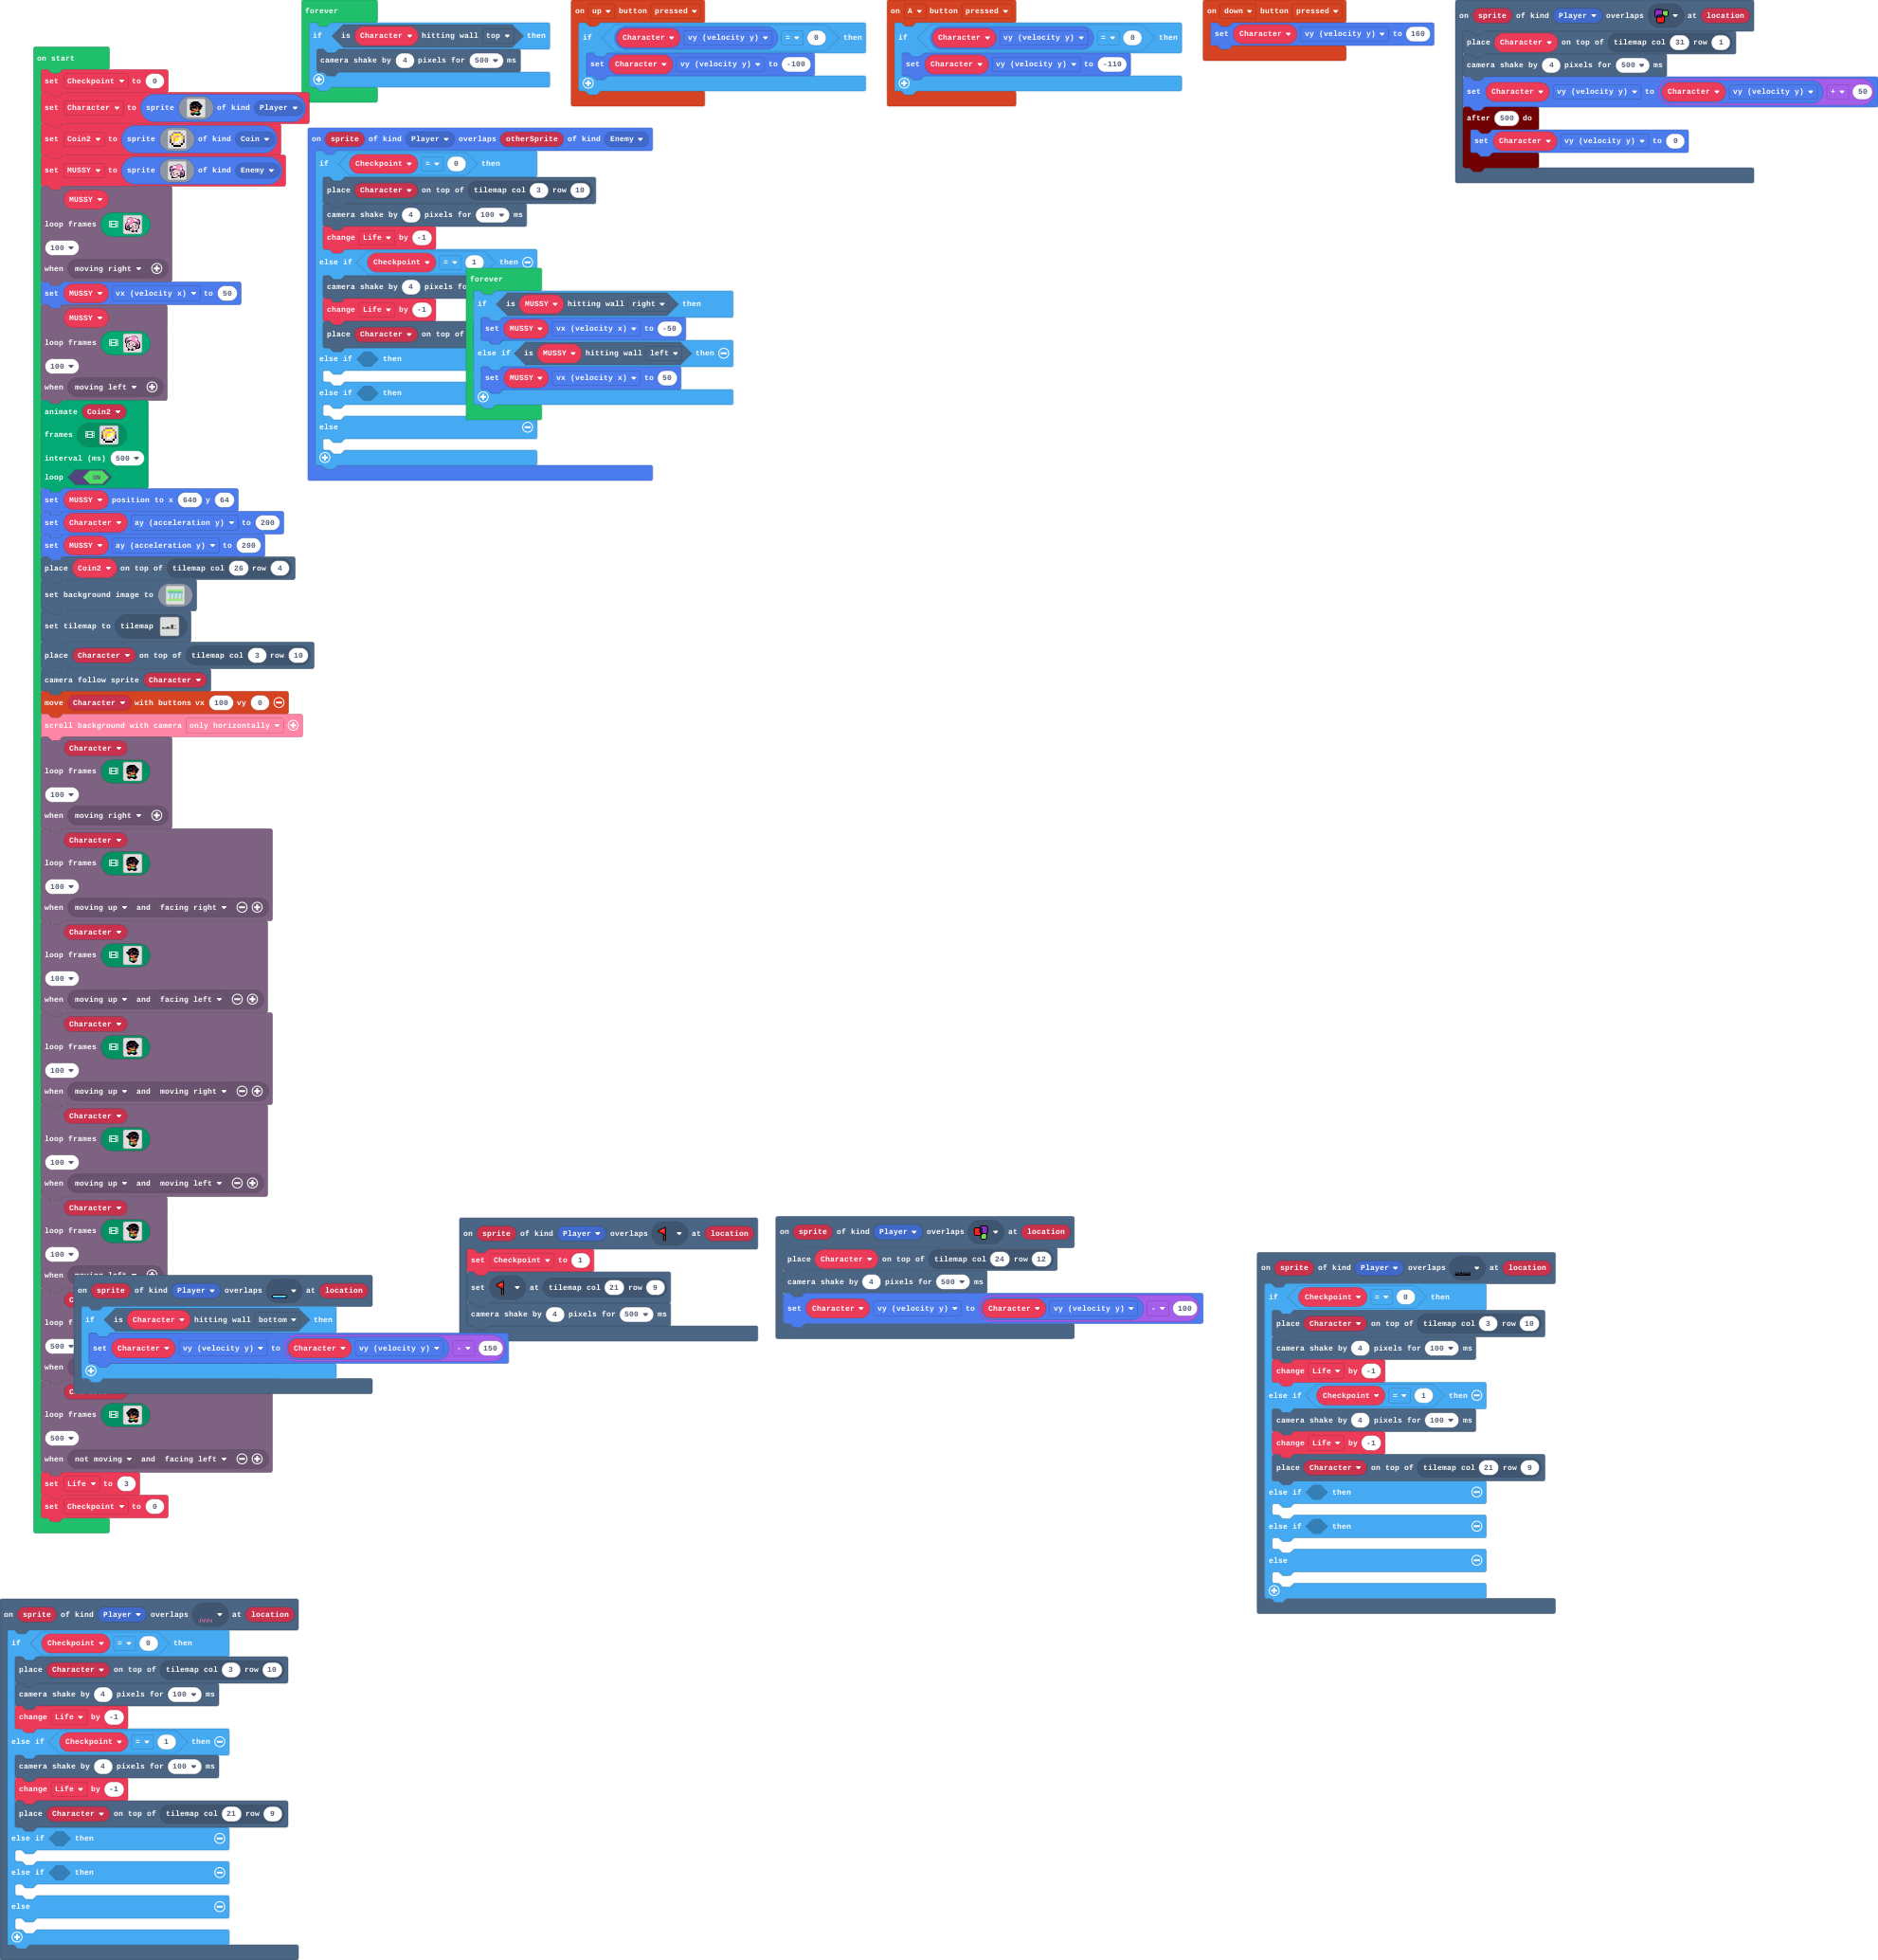 on start
set Checkpoint to 0
set Character to sprite of kind Player
set Coin2 to sprite of kind Coin
set MUSSY to sprite of kind Enemy
MUSSY
loop frames
100
when moving right
set MUSSY vx (velocity x) to 50
MUSSY
loop frames
100
when moving left
animate Coin2
frames
interval (ms) 500
loop ON
set MUSSY position to x 640 y 64
set Character ay (acceleration y) to 200
set MUSSY ay (acceleration y) to 200
place Coin2 on top of tilemap col 26 row 4
set background image to
set tilemap to tilemap
place Character on top of tilemap col 3 row 10
camera follow sprite Character
move Character with buttons vx 100 vy 0
scroll background with camera only horizontally
Character
loop frames
100
when moving right
Character
loop frames
100
when moving up and facing right
Character
loop frames
100
when moving up and facing left
Character
loop frames
100
when moving up and moving right
Character
loop frames
100
when moving up and moving left
Character
loop frames
100
when
loop f
500
when
loop frames
500
when not moving and facing left
set Life to 3
set Checkpoint to 0
forever
if is Character hitting wall top then
camera shake by 4 pixels for 500 ms
on up button pressed
if Character vy (velocity y) = 0 then
set Character vy (velocity y) to -100
on A button pressed
if Character vy (velocity y) = 0 then
set Character vy (velocity y) to -110
on down button pressed
set Character vy (velocity y) to 160
on sprite of kind Player overlaps at location
place Character on top of tilemap col 31 row 1
camera shake by 4 pixels for 500 ms
set Character vy (velocity y) to Character vy (velocity y) + 50
after 500 do
set Character vy (velocity y) to 0
on sprite of kind Player overlaps otherSprite of kind Enemy
if Checkpoint = 0 then
place Character on top of tilemap col 3 row 10
camera shake by 4 pixels for 100 ms
change Life by -1
else if Checkpoint = 1 then
camera shake by 4 pixels fo
change Life by -1
place Character on top of
else if then
else if then
else
forever
if is MUSSY hitting wall right then
set MUSSY vx (velocity x) to -50
else if is MUSSY hitting wall left then
set MUSSY vx (velocity x) to 50
on sprite of kind Player overlaps at location
if is Character hitting wall bottom then
set Character vy (velocity y) to Character vy (velocity y) - 150
on sprite of kind Player overlaps at location
set Checkpoint to 1
set at tilemap col 21 row 9
camera shake by 4 pixels for 500 ms
on sprite of kind Player overlaps at location
place Character on top of tilemap col 24 row 12
camera shake by 4 pixels for 500 ms
set Character vy (velocity y) to Character vy (velocity y) - 100
on sprite of kind Player overlaps at location
if Checkpoint = 0 then
place Character on top of tilemap col 3 row 10
camera shake by 4 pixels for 100 ms
change Life by -1
else if Checkpoint = 1 then
camera shake by 4 pixels for 100 ms
change Life by -1
place Character on top of tilemap col 21 row 9
else if then
else if then
else
on sprite of kind Player overlaps at location
if Checkpoint = 0 then
place Character on top of tilemap col 3 row 10
camera shake by 4 pixels for 100 ms
change Life by -1
else if Checkpoint = 1 then
camera shake by 4 pixels for 100 ms
change Life by -1
place Character on top of tilemap col 21 row 9
else if then
else if then
else